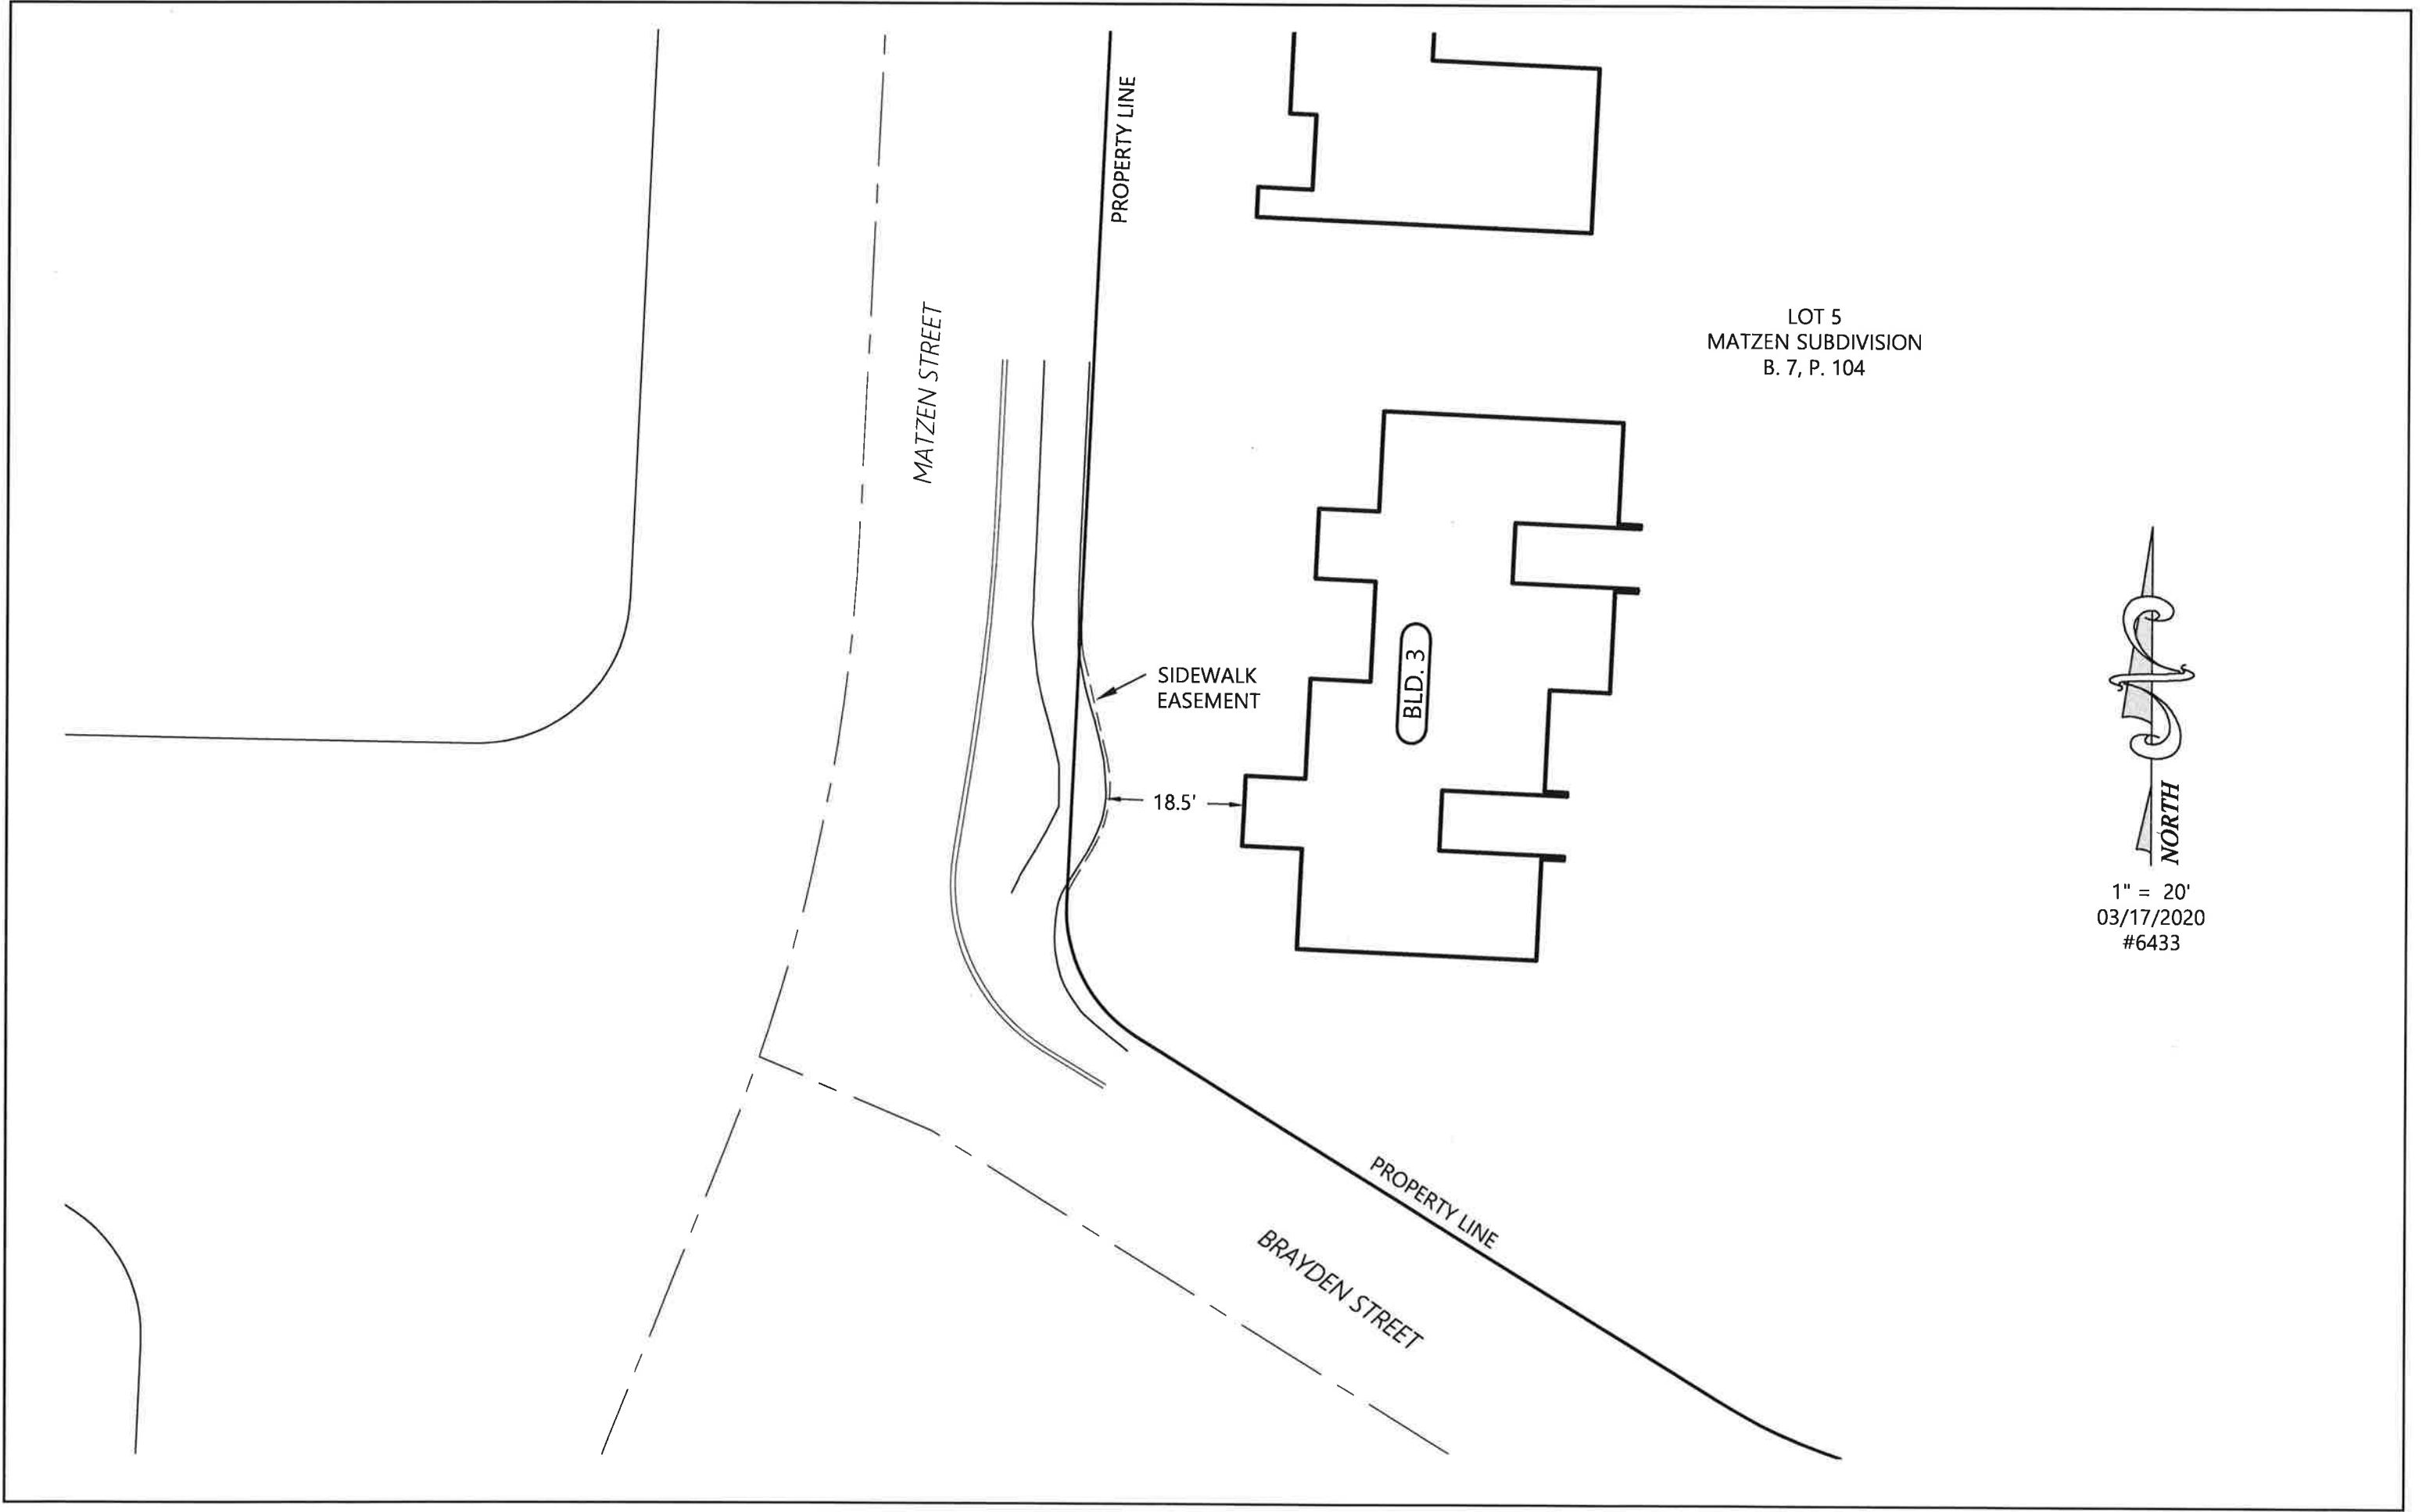 PROPERTY LINE
MATZEN STREET
LOT 5
MATZEN SUBDIVISION
B. 7, P. 104
SIDEWALK
EASEMENT
BLD. 3
18.5'
NORTH
1" = 20'
03/17/2020
#6433
PROPERTY LINE
BRAYDEN STREET